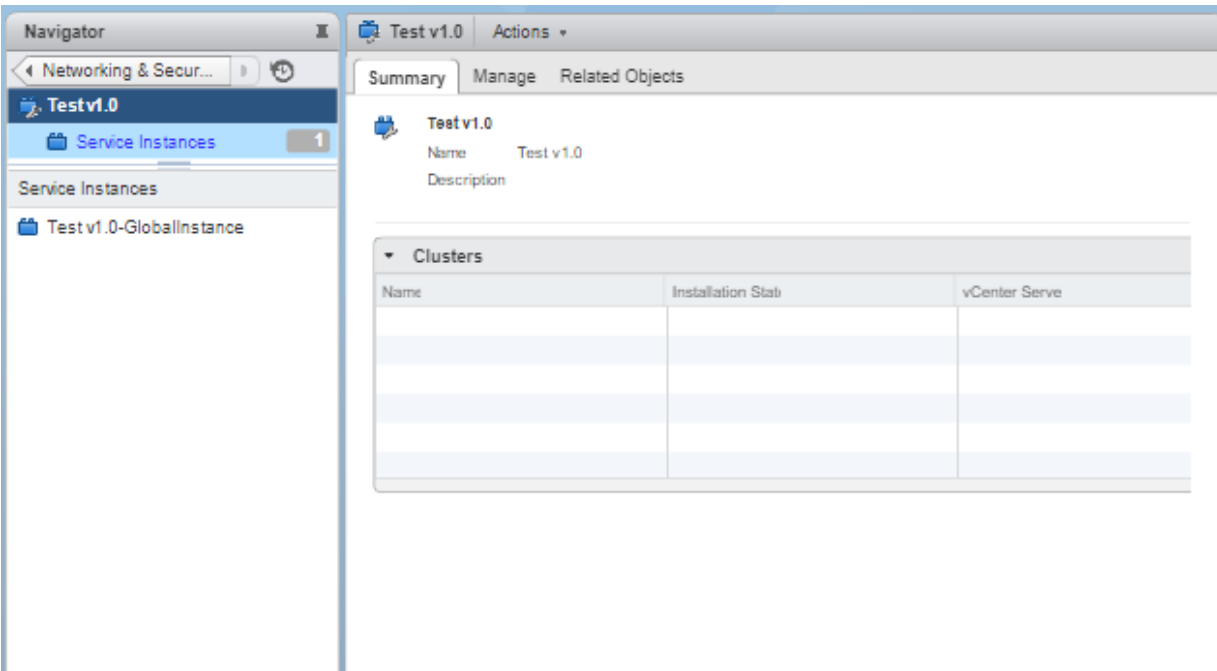 Navigator
Networking & Secur...
Test v1.0
Service Instances 1
Service Instances
Test v1.0-GlobalInstance
Test v1.0 Actions
Summary Manage Related Objects
Test v1.0
Name Test v1.0
Description
Clusters
Name Installation Stat vCenter Serve